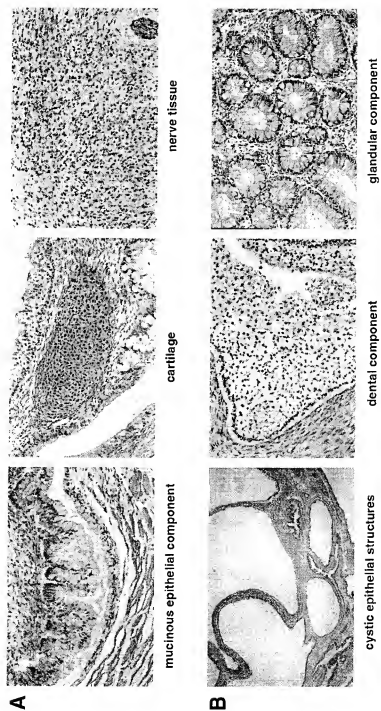 A
mucinous epithelial component
cartilage
nerve tissue
B
cystic epithelial structures
dental component
glandular component